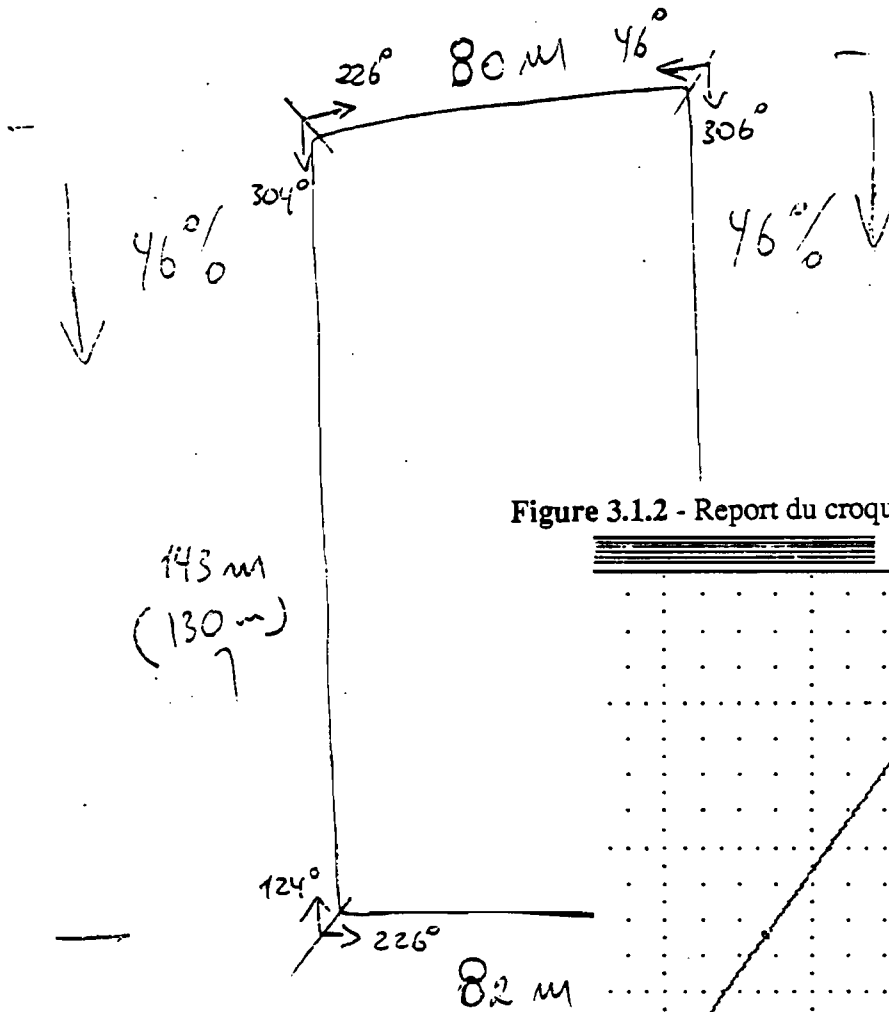 226° 80 m 46°
304° 306°
46% 46%
Figure 3.1.2 - Report du croqu
143 m
(130 m)
124°
226°
82 m